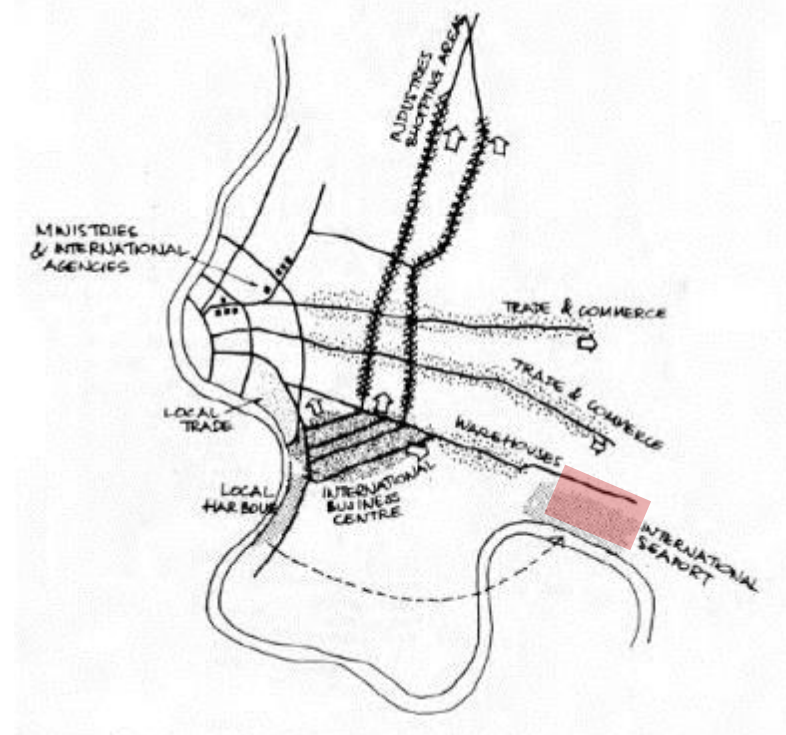 INDUSTRIES
SHOPPING AREAS
MINISTRIES
& INTERNATIONAL
AGENCIES
TRADE & COMMERCE
TRADE & COMMERCE
LOCAL
TRADE
WAREHOUSES
LOCAL
HARBOUR
INTERNATIONAL
BUSINESS
CENTRE
INTERNATIONAL
SEAPORT